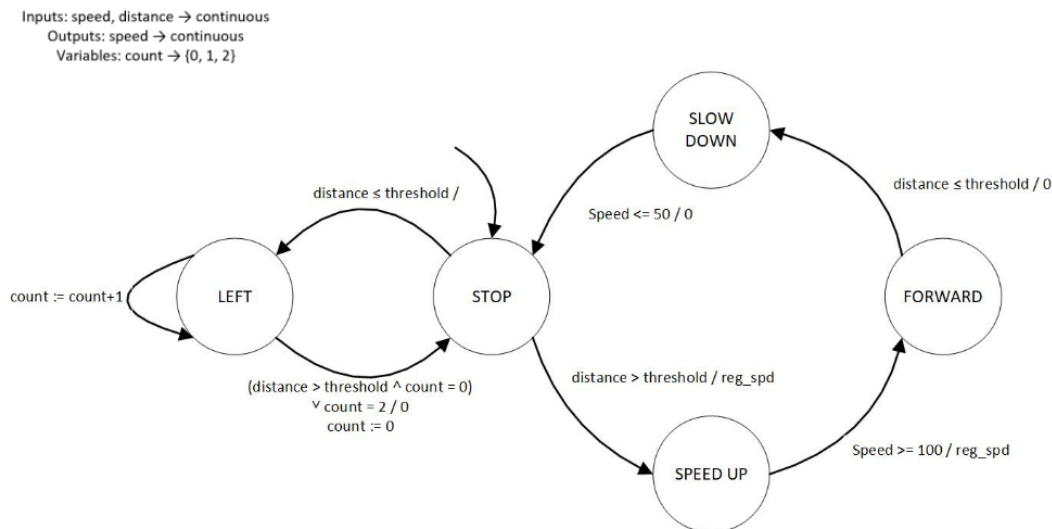 Inputs: speed, distance → continuous
Outputs: speed → continuous
Variables: count → {0, 1, 2}
SLOW
DOWN
distance ≤ threshold /
distance ≤ threshold / 0
Speed <= 50 / 0
count := count+1
LEFT
STOP
FORWARD
distance > threshold / reg_spd
(distance > threshold ^ count = 0)
˅ count = 2 / 0
count := 0
Speed >= 100 / reg_spd
SPEED UP